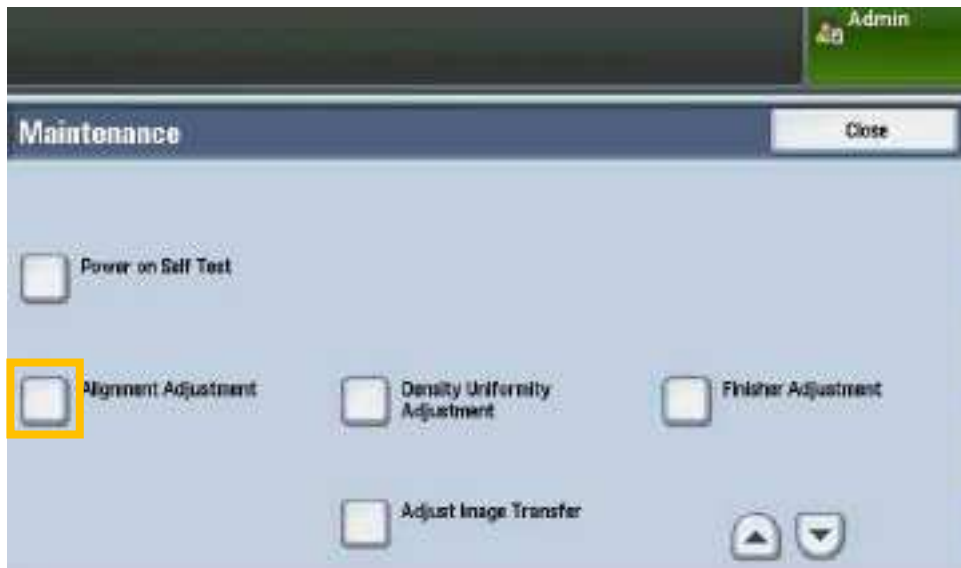 Admin
Maintenance
Close
Power on Self Test
Alignment Adjustment
Density Uniformity
Adjustment
Finisher Adjustment
Adjust Image Transfer